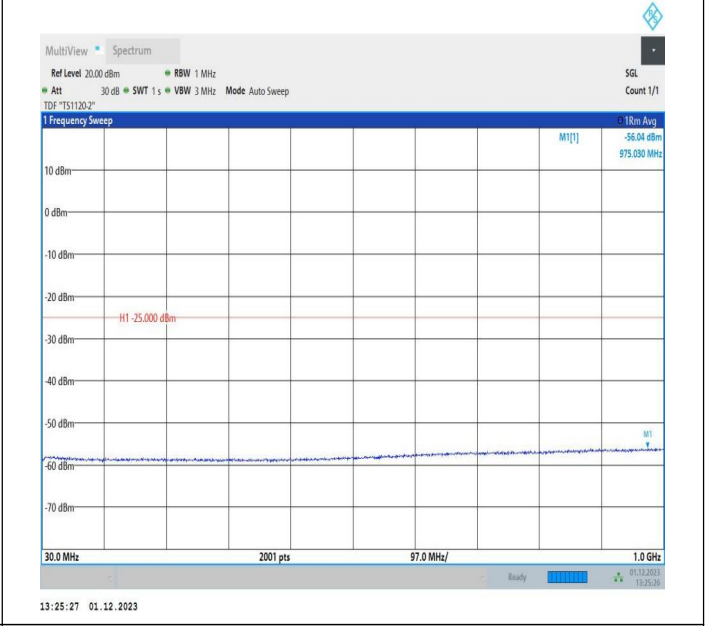 R S
MultiView Spectrum
Ref Level 20.00 dBm RBW 1 MHz SGL
Att 30 dB SWT 1 s VBW 3 MHz Mode Auto Sweep Count 1/1
TDF "TS1120-2"
1 Frequency Sweep 1Rm Avg
M1[1] -56.04 dBm
975.030 MHz
10 dBm
0 dBm
-10 dBm
-20 dBm
H1 -25.000 dBm
-30 dBm
-40 dBm
-50 dBm
M1
-60 dBm
-70 dBm
30.0 MHz 2001 pts 97.0 MHz/ 1.0 GHz
Ready 01.12.2023
13:25:26
13:25:27 01.12.2023